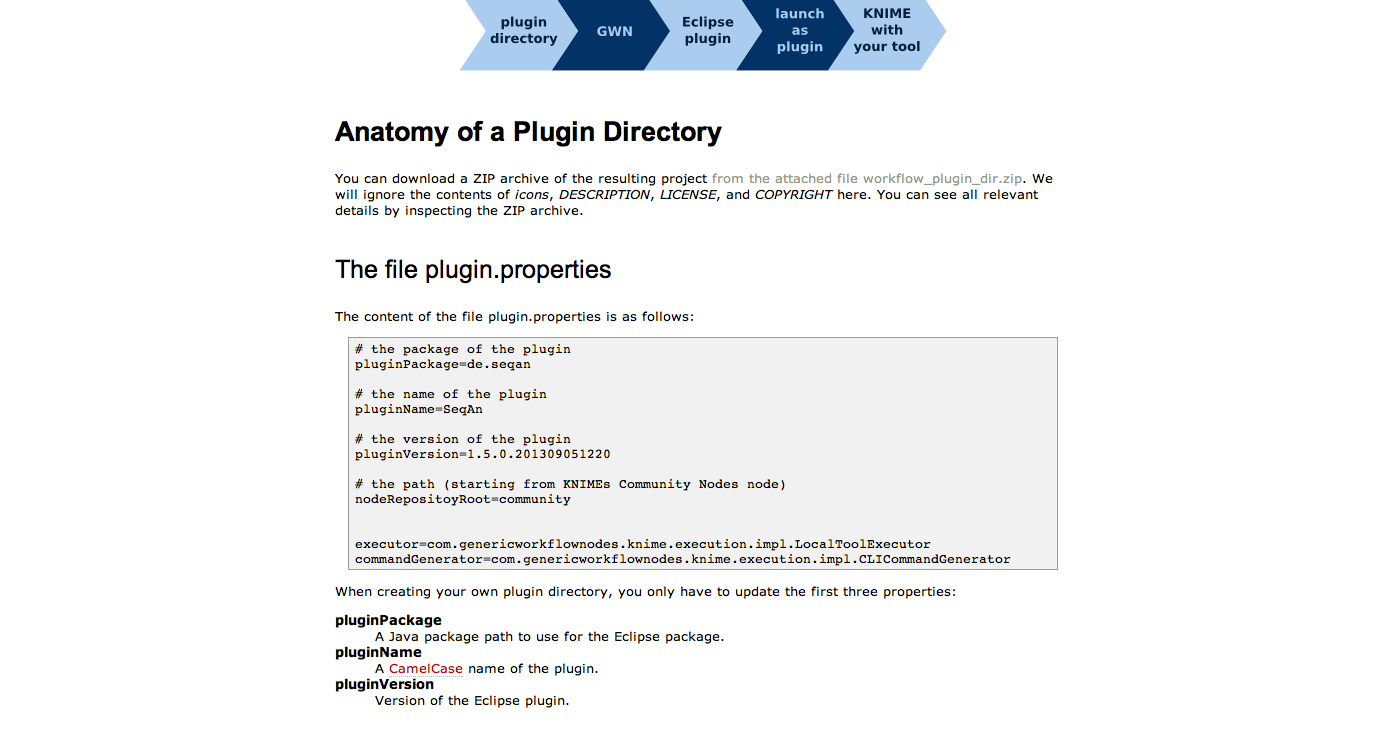 plugin
directory
GWN
Eclipse
plugin
launch
as
plugin
KNIME
with
your tool
Anatomy of a Plugin Directory
You can download a ZIP archive of the resulting project from the attached file workflow_plugin_dir.zip. We
will ignore the contents of icons, DESCRIPTION, LICENSE, and COPYRIGHT here. You can see all relevant
details by inspecting the ZIP archive.
The file plugin.properties
The content of the file plugin.properties is as follows:
# the package of the plugin
pluginPackage=de.seqan
# the name of the plugin
pluginName=SeqAn
# the version of the plugin
pluginVersion=1.5.0.201309051220
# the path (starting from KNIMEs Community Nodes node)
nodeRepositoyRoot=community
executor=com.genericworkflownodes.knime.execution.impl.LocalToolExecutor
commandGenerator=com.genericworkflownodes.knime.execution.impl.CLICommandGenerator
When creating your own plugin directory, you only have to update the first three properties:
pluginPackage
A Java package path to use for the Eclipse package.
pluginName
A CamelCase name of the plugin.
pluginVersion
Version of the Eclipse plugin.